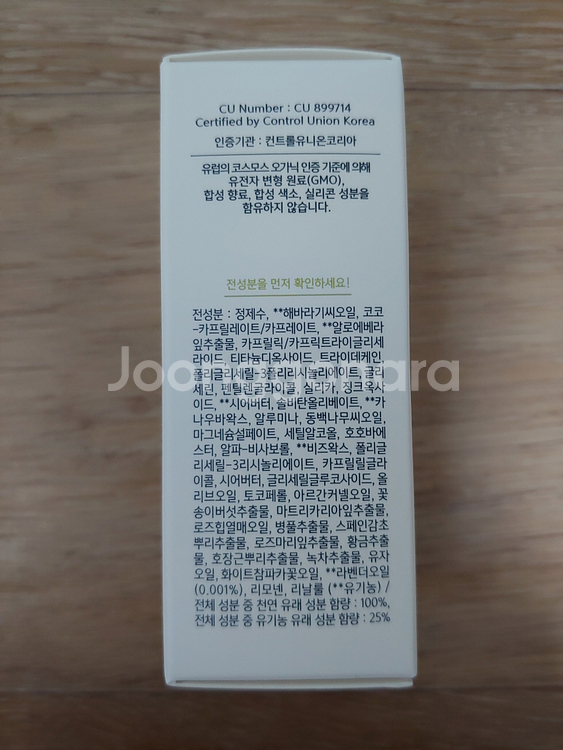 CU Number : CU 899714
Certified by Control Union Korea
인증기관 : 컨트롤유니온코리아
유럽의 코스모스 오가닉 인증 기준에 의해
유전자 변형 원료(GMO),
합성 향료, 합성 색소, 실리콘 성분을
함유하지 않습니다.
전성분을 먼저 확인하세요!
전성분 : 정제수, **해바라기씨오일, 코코
-카프릴레이트/카프레이트, **알로에베라
잎추출물, 카프릴릭/카프릭트라이글리세
라이드, 티타늄디옥사이드, 트라이데케인,
폴리글리세릴-3폴리리시놀리에이트, 글리
세린, 펜틸렌글라이콜, 실리카, 징크옥사
이드, **시어버터, 솔비탄올리베이트, **카
나우바왁스, 알루미나, 동백나무씨오일,
마그네슘설페이트, 세틸알코올, 호호바에
스터, 알파-비사보롤, **비즈왁스, 폴리글
리세릴-3리시놀리에이트, 카프릴릴글라이
콜, 시어버터, 글리세릴글루코사이드, 올
리브오일, 토코페롤, 아르간커넬오일, 꽃
송이버섯추출물, 마트리카리아잎추출물,
로즈힙열매오일, 병풀추출물, 스페인감초
뿌리추출물, 로즈마리잎추출물, 황금추출
물, 호장근뿌리추출물, 녹차추출물, 유자
오일, 화이트참파카꽃오일, **라벤더오일
(0.001%), 리모넨, 리날룰 (**유기농) /
전체 성분 중 천연 유래 성분 함량 : 100%,
전체 성분 중 유기농 유래 성분 함량 : 25%